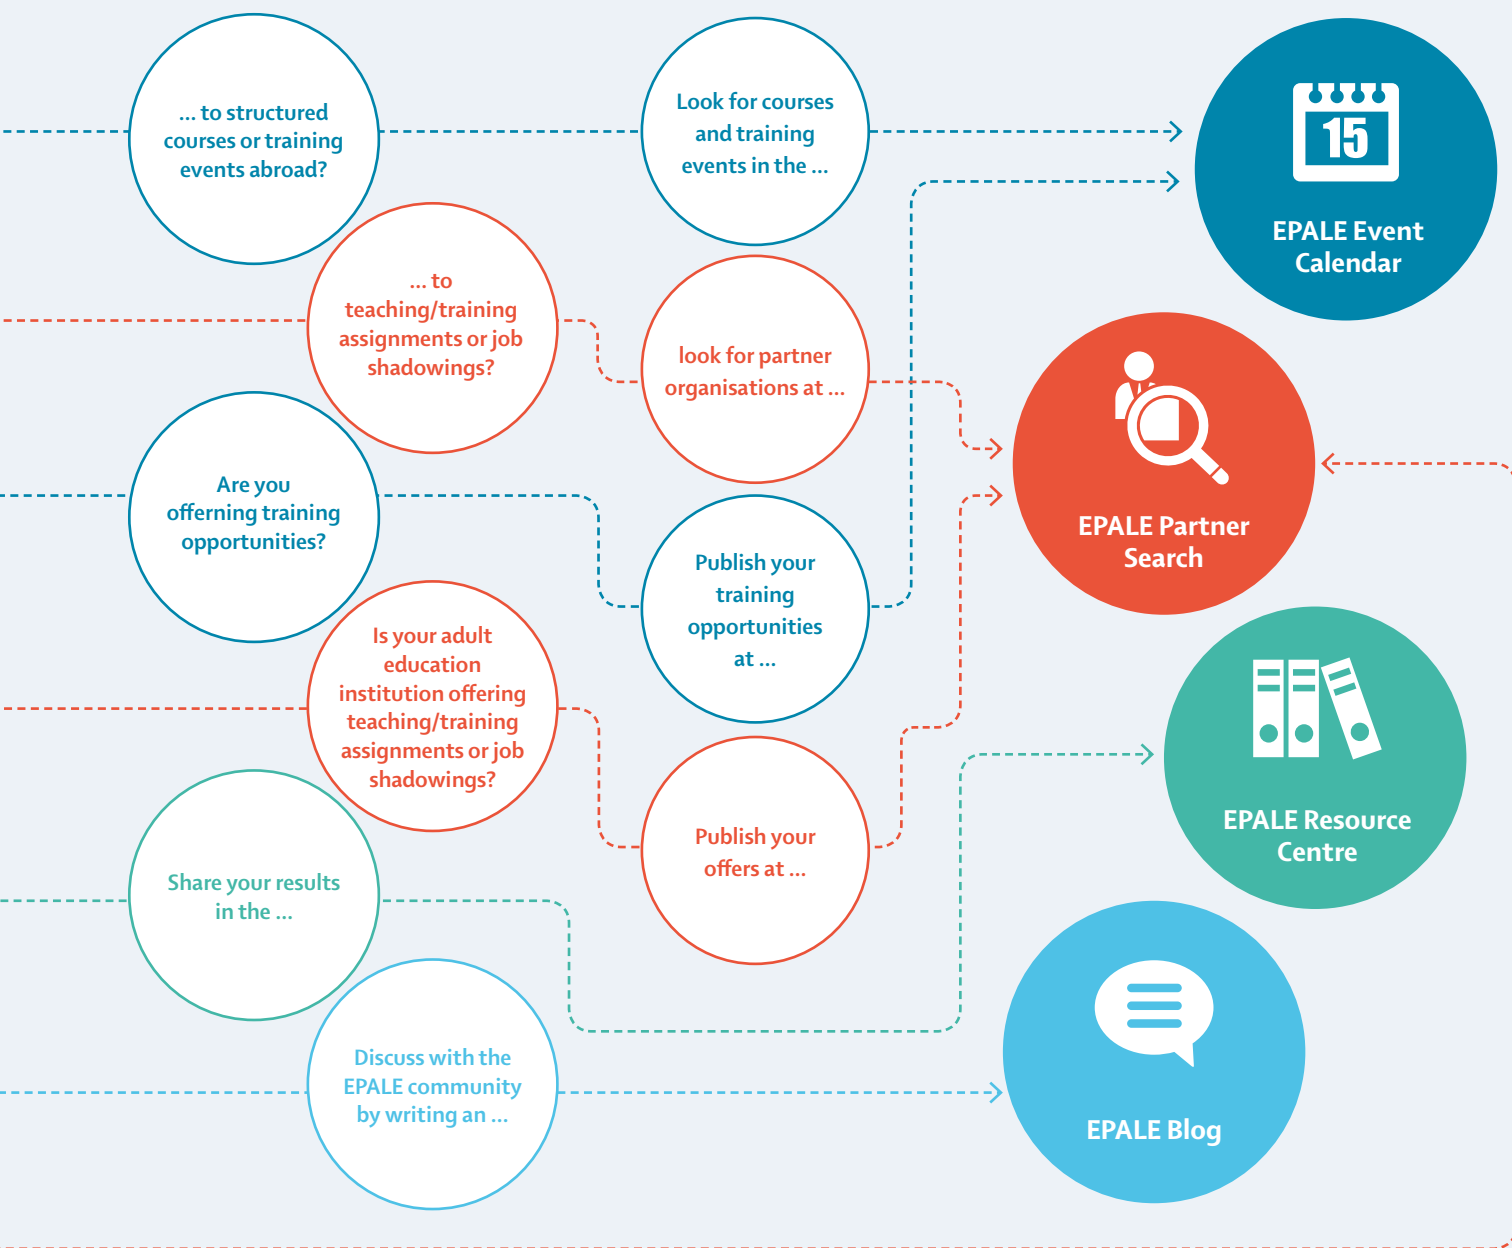 ... to structured
courses or training
events abroad?
Look for courses
and training
events in the ...
15
EPALE Event
Calendar
... to
teaching/training
assignments or job
shadowings?
look for partner
organisations at ...
EPALE Partner
Search
Are you
offerning training
opportunities?
Publish your
training
opportunities
at ...
Is your adult
education
institution offering
teaching/training
assignments or job
shadowings?
Publish your
offers at ...
EPALE Resource
Centre
Share your results
in the ...
Discuss with the
EPALE community
by writing an ...
EPALE Blog